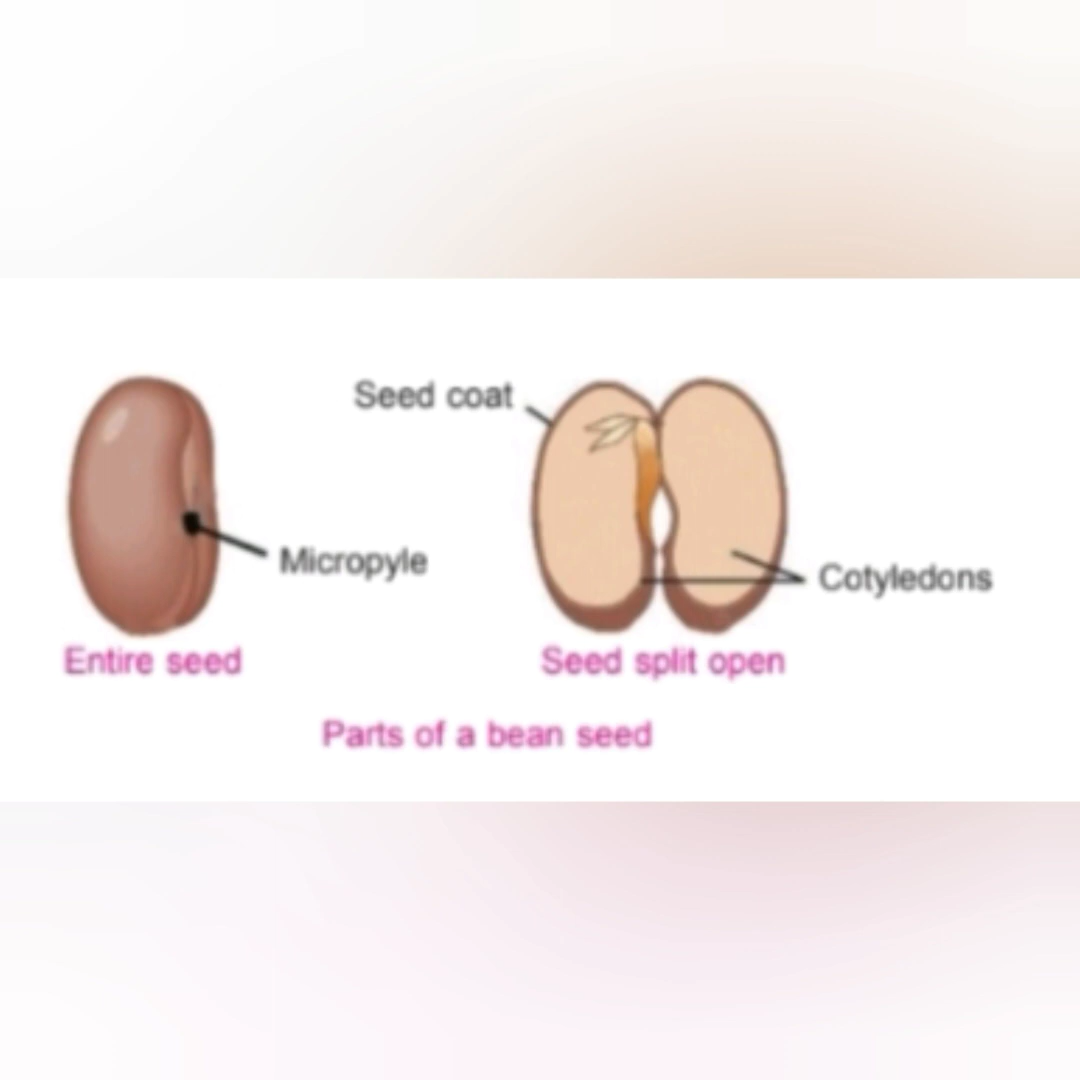 Seed coat
Micropyle
Cotyledons
Entire seed
Seed split open
Parts of a bean seed